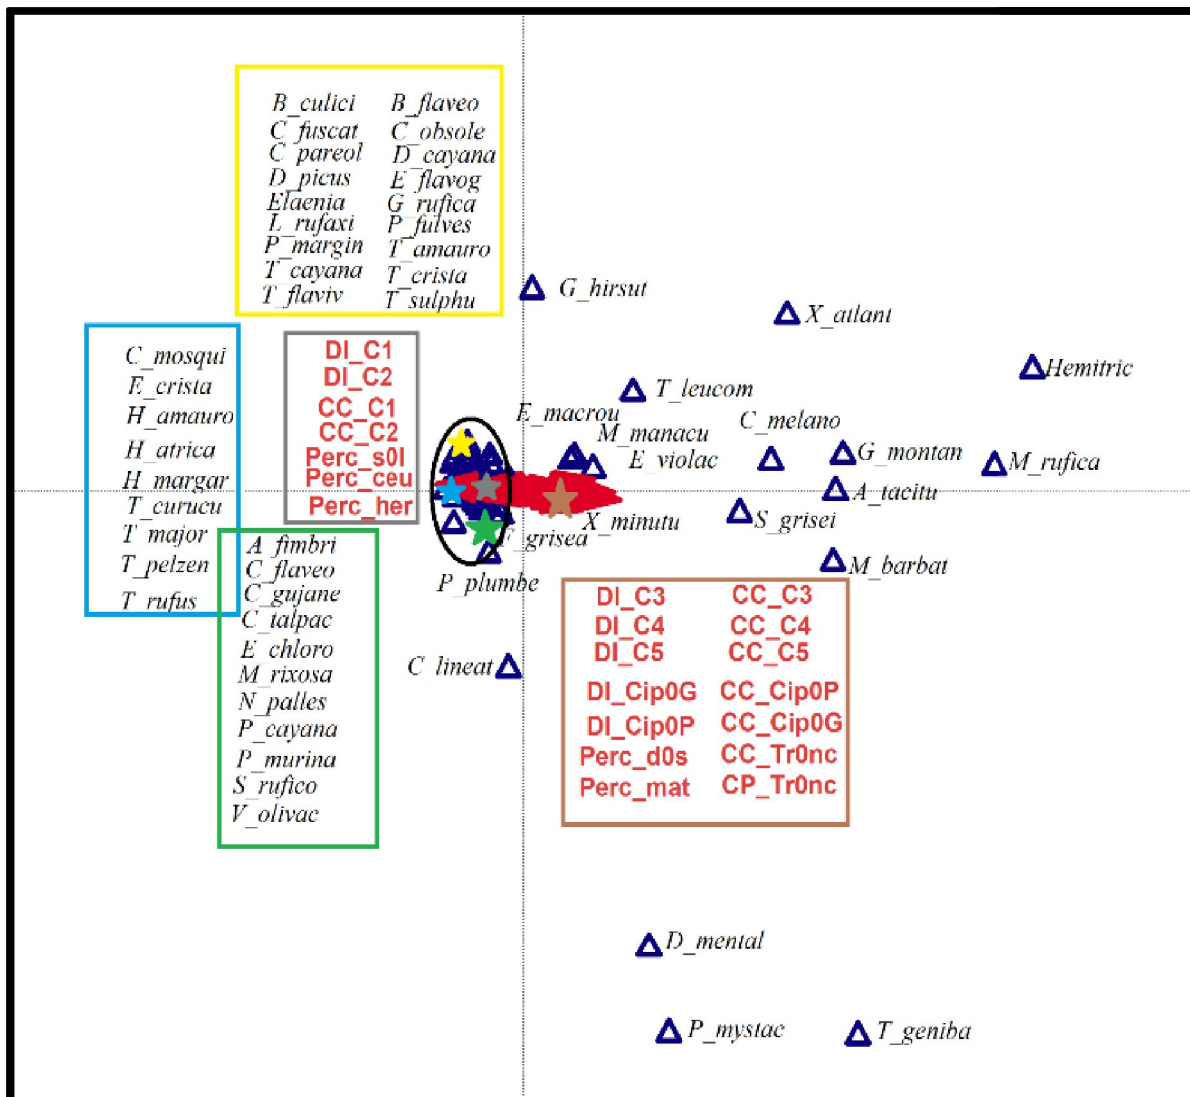 B_culici B_flaveo
C_fuscat C_obsole
C_pareol D_cayana
D_picus E_flavog
Elaenia G_rufica
L_rufaxi P_fulves
P_margin T_amauro
T_cayana T_crista
T_flaviv T_sulphu
G_hirsut
X_atlant
Hemitric
T_leucom
C_mosqui
E_crista
H_amauro
H_atrica
H_margar
T_curucu
T_major
T_pelzen
T_rufus
DI_C1
DI_C2
CC_C1
CC_C2
Perc_s0l
Perc_ceu
Perc_her
E_macrou
M_manacu
E_violac
C_melano
G_montan
M_rufica
A_tacitu
S_grisei
X_minutu
F_grisea
M_barbat
P_plumbe
A_fimbri
C_flaveo
C_gujane
C_talpac
E_chloro
M_rixosa
N_palles
P_cayana
P_murina
S_rufico
V_olivac
C_lineat
DI_C3 CC_C3
DI_C4 CC_C4
DI_C5 CC_C5
DI_Cip0G CC_Cip0P
DI_Cip0P CC_Cip0G
Perc_d0s CC_Tr0nc
Perc_mat CP_Tr0nc
D_mental
P_mystac
T_geniba